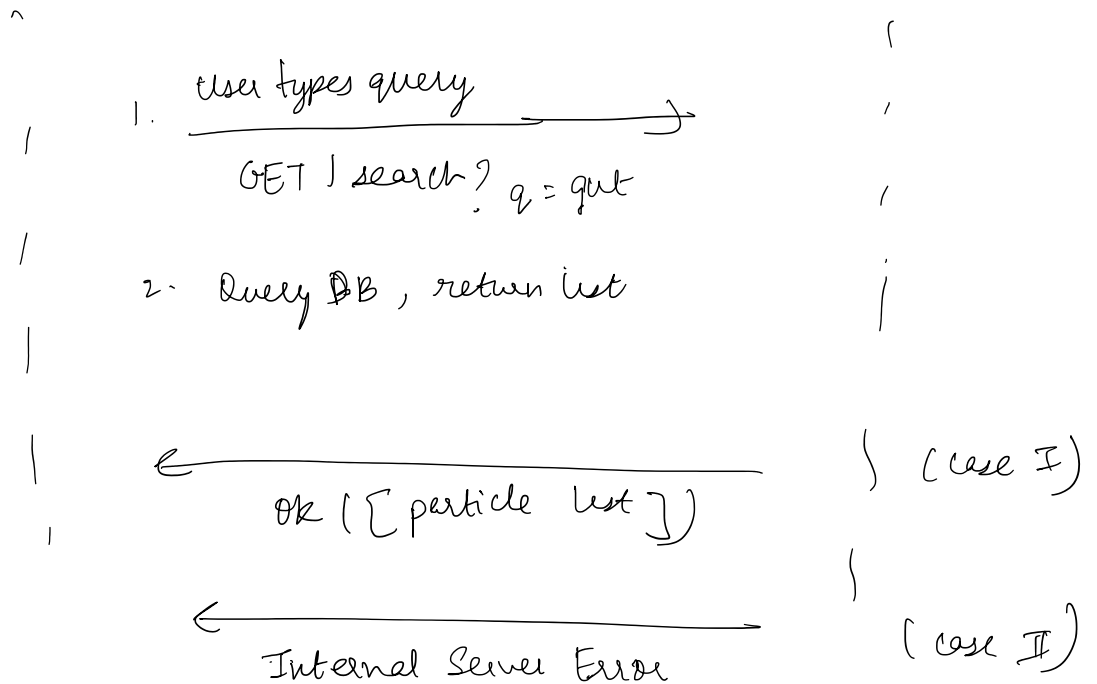 1. User types query
GET / search? q = gut
2. Query DB, return list
(case I)
OK ([particle list])
(case II)
Internal Server Error